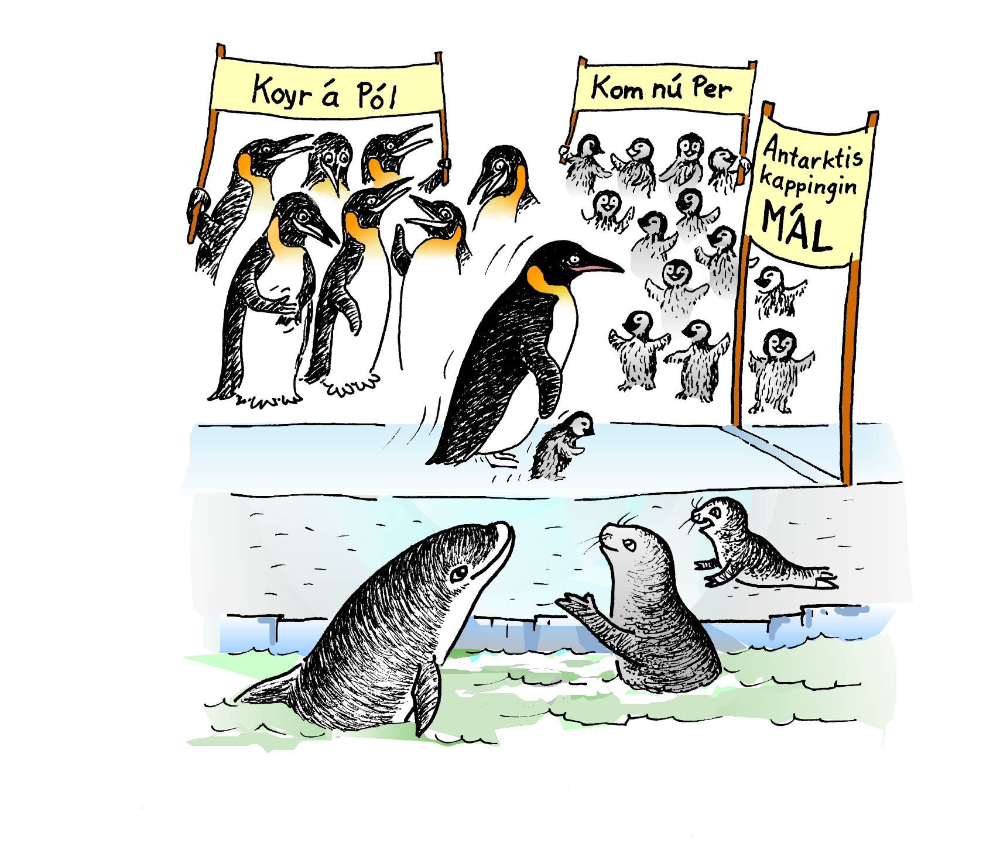 Koyr á Pól
Kom nú Per
Antarktis
kappingin
MÁL